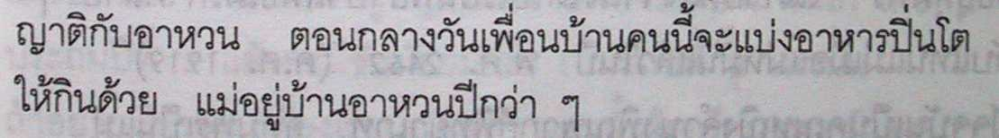 ญาติกับอาหวน ตอนกลางวันเพื่อนบ้านคนนี้จะแบ่งอาหารปิ่นโต
ให้กินด้วย แม่อยู่บ้านอาหวนปีกว่า ๆ